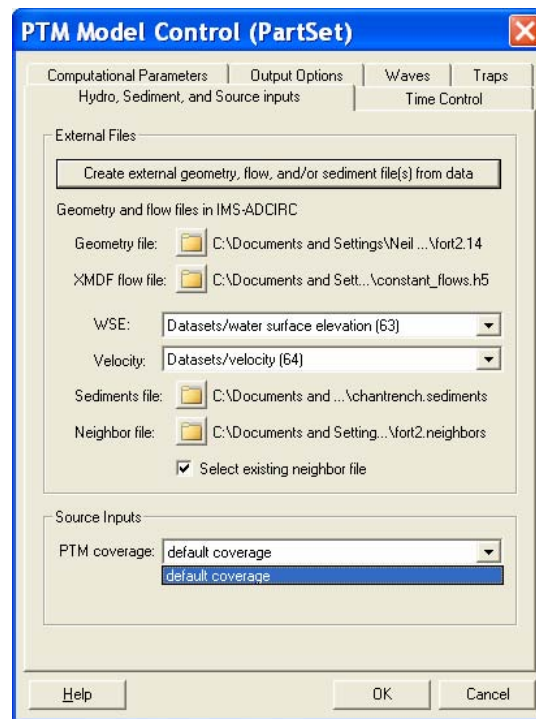 PTM Model Control (PartSet)
Computational Parameters Output Options Waves Traps
Hydro, Sediment, and Source inputs Time Control
External Files
Create external geometry, flow, and/or sediment file(s) from data
Geometry and flow files in IMS-ADCIRC
Geometry file: C:\Documents and Settings\Neil ...\fort2.14
XMDF flow file: C:\Documents and Sett...\constant_flows.h5
WSE: Datasets/water surface elevation (63)
Velocity: Datasets/velocity (64)
Sediments file: C:\Documents and ...\chantrench.sediments
Neighbor file: C:\Documents and Setting...\fort2.neighbors
Select existing neighbor file
Source Inputs
PTM coverage: default coverage
default coverage
Help OK Cancel